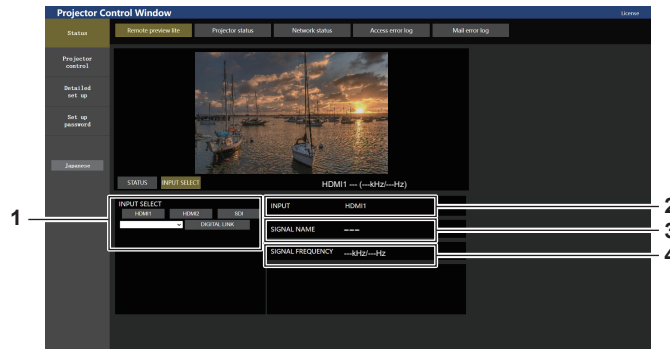 Projector Control Window
License
Status
Remote preview lite
Projector status
Network status
Access error log
Mail error log
Projector
control
Detailed
set up
Set up
password
Japanese
STATUS
INPUT SELECT
HDMI1 --- (---kHz/---Hz)
1
INPUT SELECT
HDMI1
HDMI2
SDI
DIGITAL LINK
INPUT
HDMI1
2
SIGNAL NAME
---
3
SIGNAL FREQUENCY
---kHz/---Hz
4